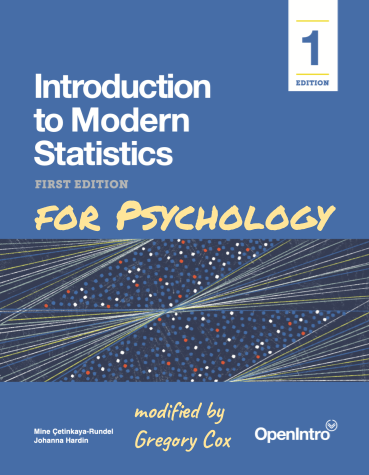 1
EDITION
Introduction
to Modern
Statistics
FIRST EDITION
FOR PSYCHOLOGY
Mine Çetinkaya-Rundel
Johanna Hardin
modified by
Gregory Cox
OpenIntro